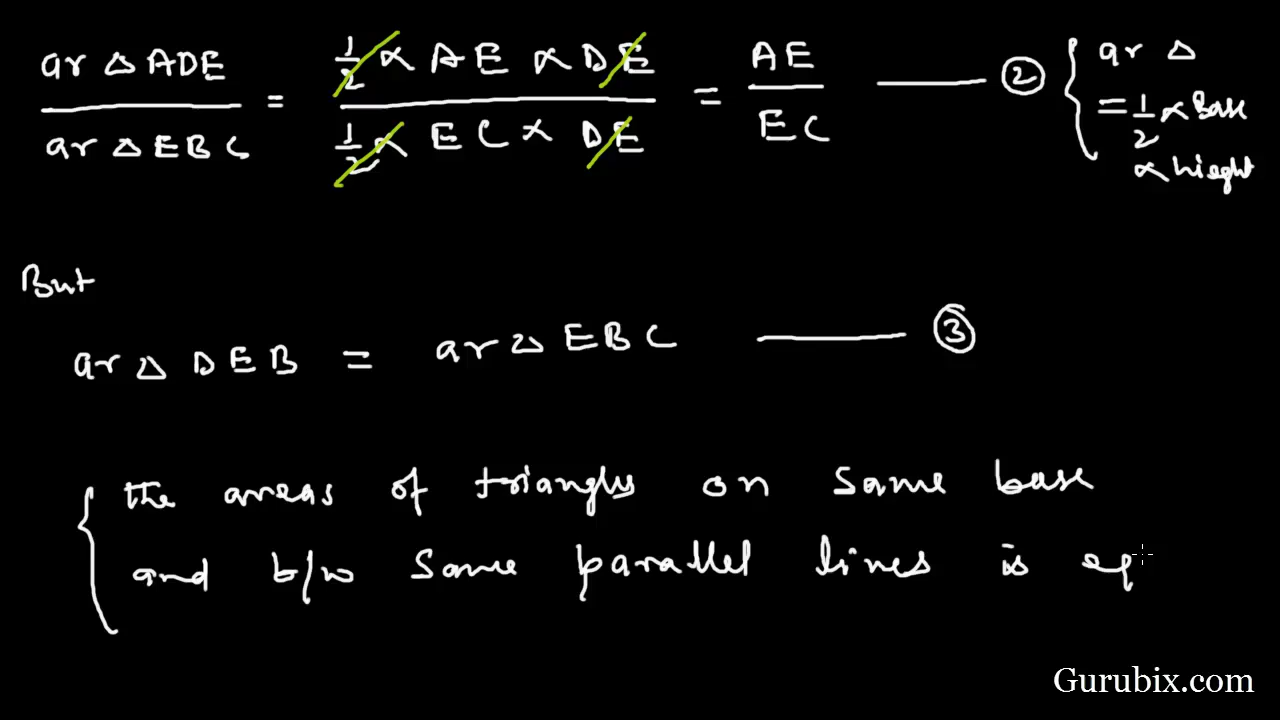 ar △ ADE / ar △ EBC = 1/2 × AE × DE / 1/2 × EC × DE = AE / EC —— ② { ar △ = 1/2 × Base × hieght
But
ar △ DEB = ar △ EBC —— ③
{ the areas of triangles on same base
and b/w same parallel lines is eq
Gurubix.com